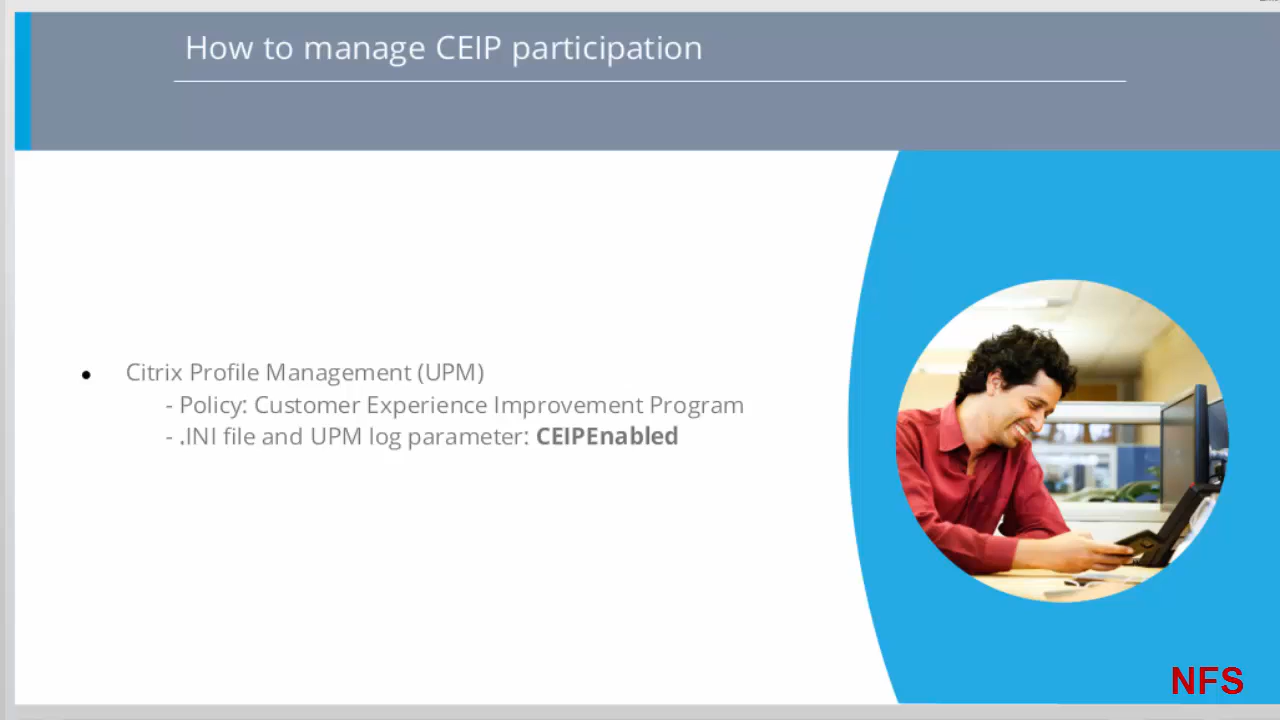 How to manage CEIP participation
• Citrix Profile Management (UPM)
- Policy: Customer Experience Improvement Program
- .INI file and UPM log parameter: CEIPEnabled
NFS